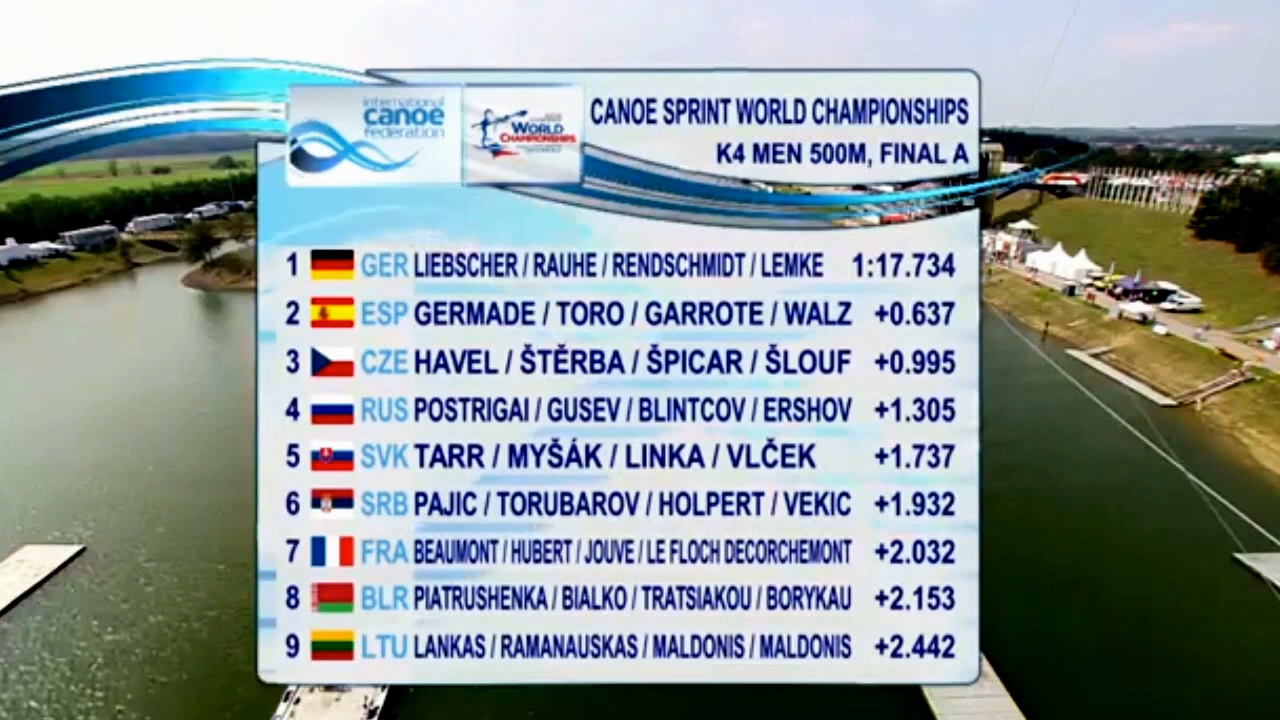 international
canoe
federation
WORLD
CHAMPIONSHIPS
CANOE SPRINT WORLD CHAMPIONSHIPS
K4 MEN 500M, FINAL A
1 GER LIEBSCHER / RAUHE / RENDSCHMIDT / LEMKE 1:17.734
2 ESP GERMADE / TORO / GARROTE / WALZ +0.637
3 CZE HAVEL / ŠTĚRBA / ŠPICAR / ŠLOUF +0.995
4 RUS POSTRIGAI / GUSEV / BLINTCOV / ERSHOV +1.305
5 SVK TARR / MYŠÁK / LINKA / VLČEK +1.737
6 SRB PAJIC / TORUBAROV / HOLPERT / VEKIC +1.932
7 FRA BEAUMONT / HUBERT / JOUVE / LE FLOCH DECORCHEMONT +2.032
8 BLR PIATRUSHENKA / BIALKO / TRATSIAKOU / BORYKAU +2.153
9 LTU LANKAS / RAMANAUSKAS / MALDONIS / MALDONIS +2.442